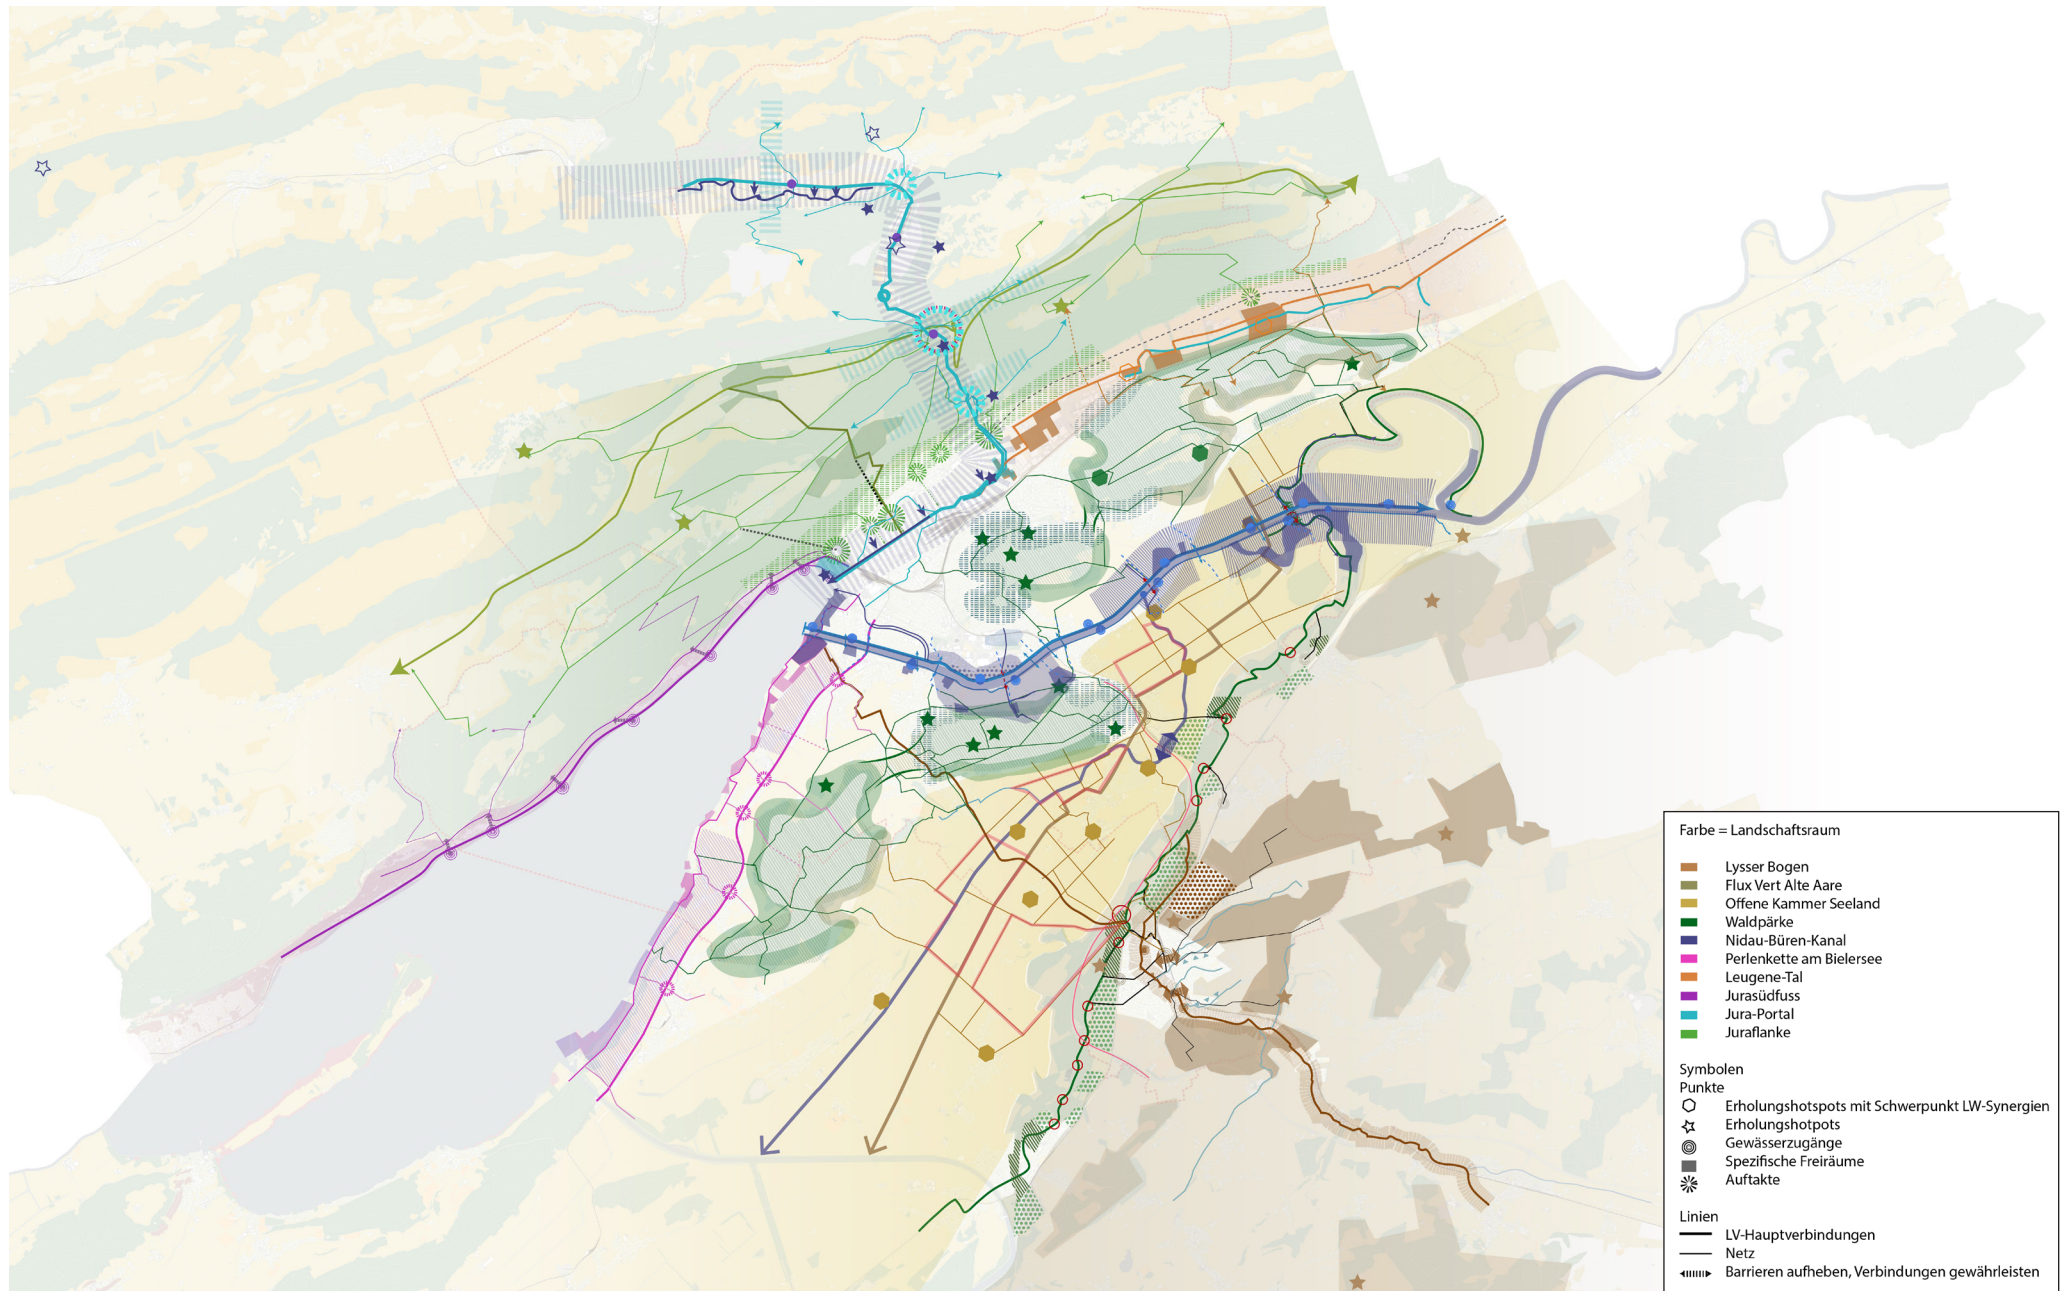 Farbe = Landschaftsraum
Lysser Bogen
Flux Vert Alte Aare
Offene Kammer Seeland
Waldpärke
Nidau-Büren-Kanal
Perlenkette am Bielersee
Leugene-Tal
Jurasüdfuss
Jura-Portal
Juraflanke
Symbolen
Punkte
Erholungshotspots mit Schwerpunkt LW-Synergien
Erholungshotpots
Gewässerzugänge
Spezifische Freiräume
Auftakte
Linien
LV-Hauptverbindungen
Netz
Barrieren aufheben, Verbindungen gewährleisten